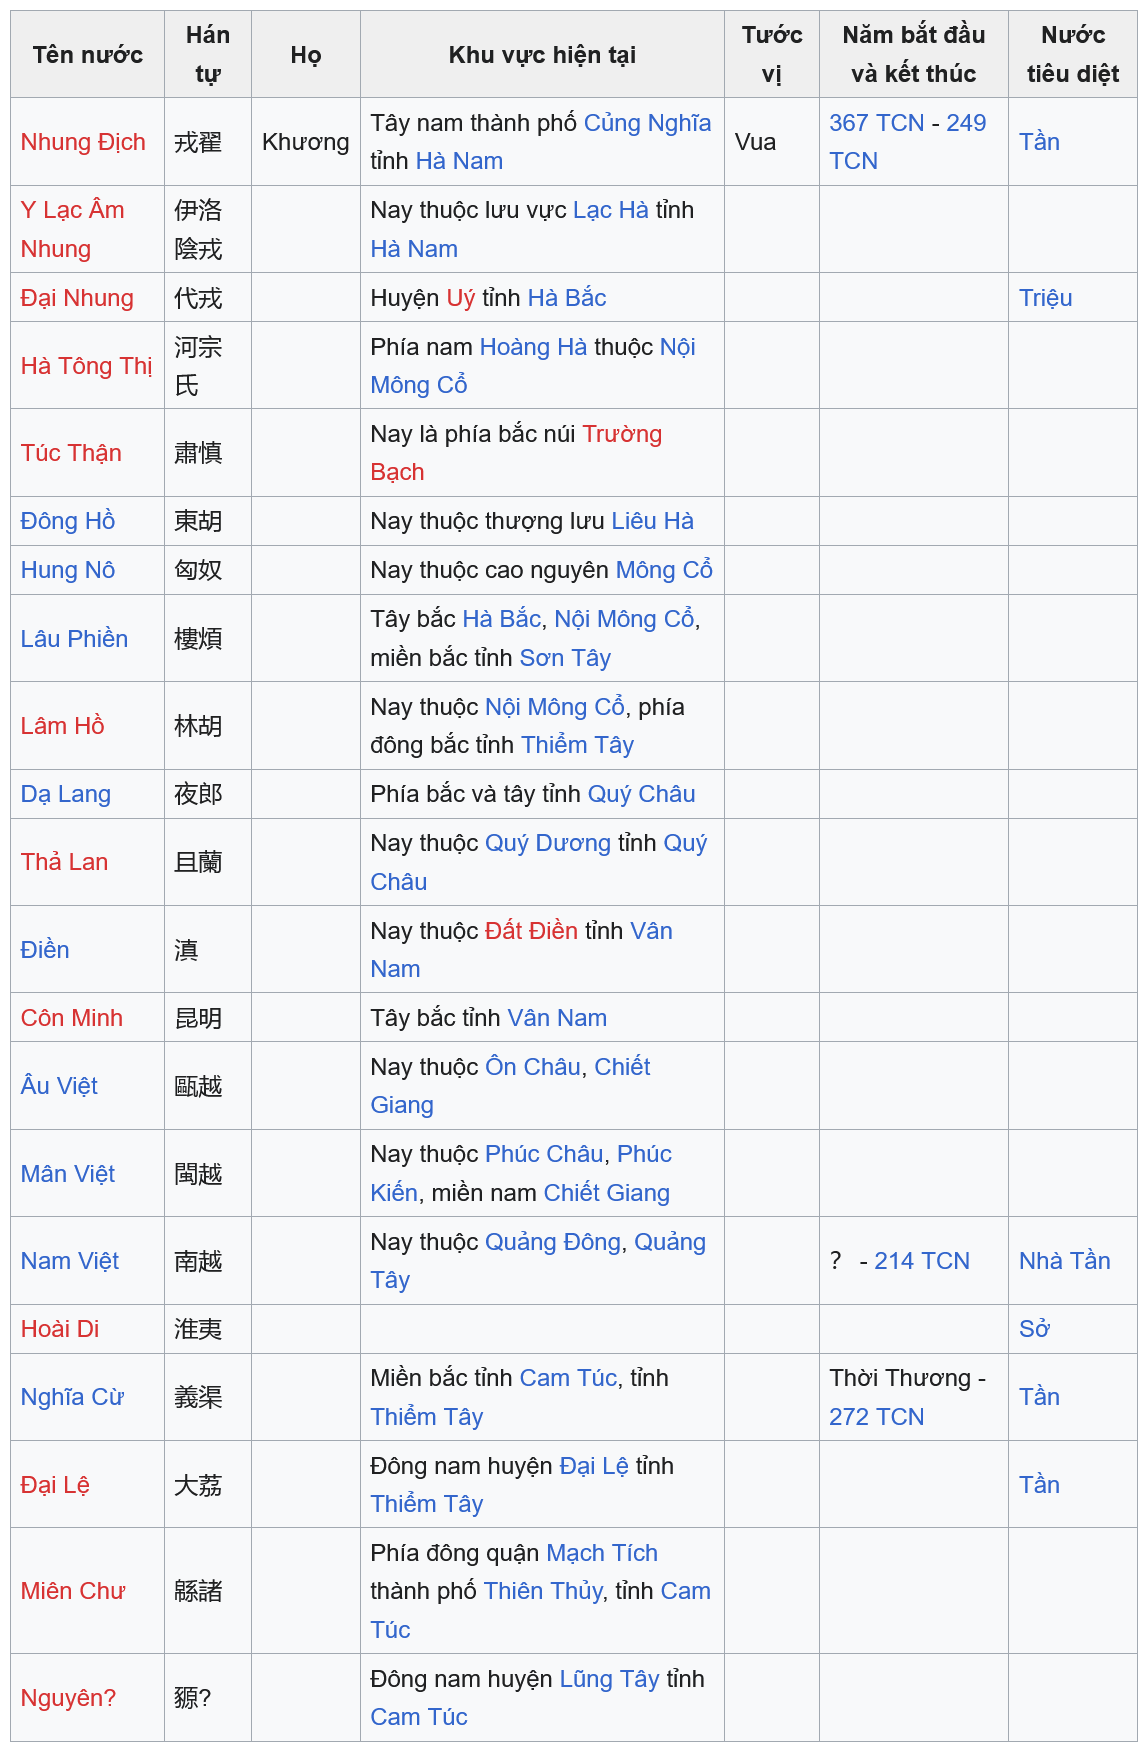 Tên nước Hán tự Họ Khu vực hiện tại Tước vị Năm bắt đầu và kết thúc Nước tiêu diệt
Nhung Địch 戎翟 Khương Tây nam thành phố Củng Nghĩa tỉnh Hà Nam Vua 367 TCN - 249 TCN Tần
Y Lạc Âm Nhung 伊洛陰戎 Nay thuộc lưu vực Lạc Hà tỉnh Hà Nam
Đại Nhung 代戎 Huyện Uý tỉnh Hà Bắc Triệu
Hà Tông Thị 河宗氏 Phía nam Hoàng Hà thuộc Nội Mông Cổ
Túc Thận 肅慎 Nay là phía bắc núi Trường Bạch
Đông Hồ 東胡 Nay thuộc thượng lưu Liêu Hà
Hung Nô 匈奴 Nay thuộc cao nguyên Mông Cổ
Lâu Phiền 樓煩 Tây bắc Hà Bắc, Nội Mông Cổ, miền bắc tỉnh Sơn Tây
Lâm Hồ 林胡 Nay thuộc Nội Mông Cổ, phía đông bắc tỉnh Thiểm Tây
Dạ Lang 夜郎 Phía bắc và tây tỉnh Quý Châu
Thả Lan 且蘭 Nay thuộc Quý Dương tỉnh Quý Châu
Điền 滇 Nay thuộc Đất Điền tỉnh Vân Nam
Côn Minh 昆明 Tây bắc tỉnh Vân Nam
Âu Việt 甌越 Nay thuộc Ôn Châu, Chiết Giang
Mân Việt 閩越 Nay thuộc Phúc Châu, Phúc Kiến, miền nam Chiết Giang
Nam Việt 南越 Nay thuộc Quảng Đông, Quảng Tây ? - 214 TCN Nhà Tần
Hoài Di 淮夷 Sở
Nghĩa Cừ 義渠 Miền bắc tỉnh Cam Túc, tỉnh Thiểm Tây Thời Thương - 272 TCN Tần
Đại Lệ 大荔 Đông nam huyện Đại Lệ tỉnh Thiểm Tây Tần
Miên Chư 緜諸 Phía đông quận Mạch Tích thành phố Thiên Thủy, tỉnh Cam Túc
Nguyên? 豲? Đông nam huyện Lũng Tây tỉnh Cam Túc